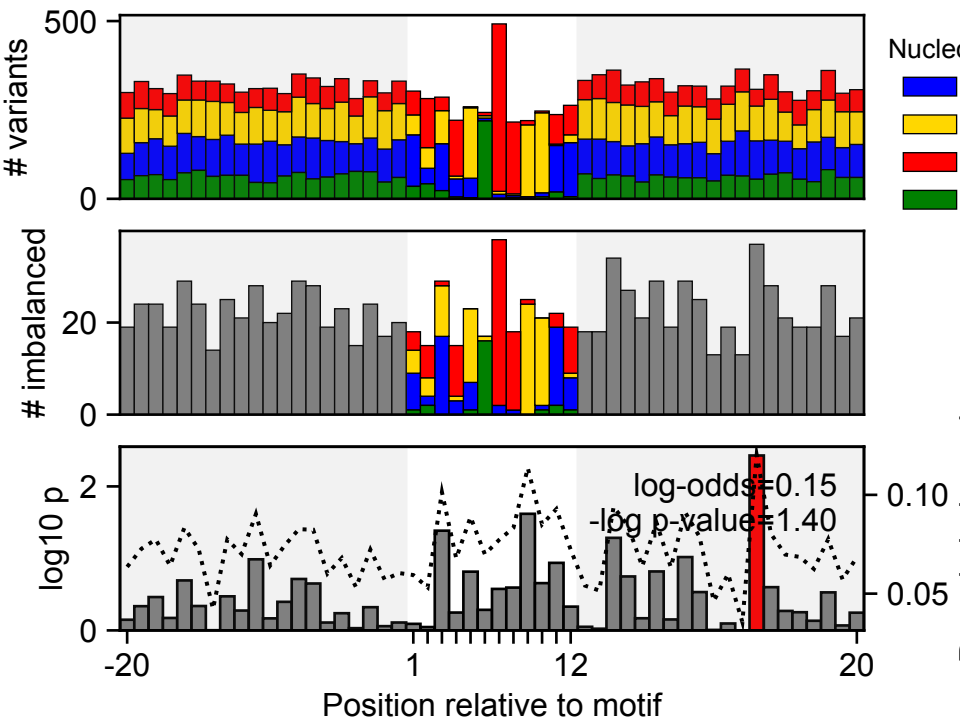 500
0
# variants
20
0
# imbalanced
2
0
log10 p
log-odds=0.15
-log p-value=1.40
0.10
0.05
-20
1
12
20
Position relative to motif